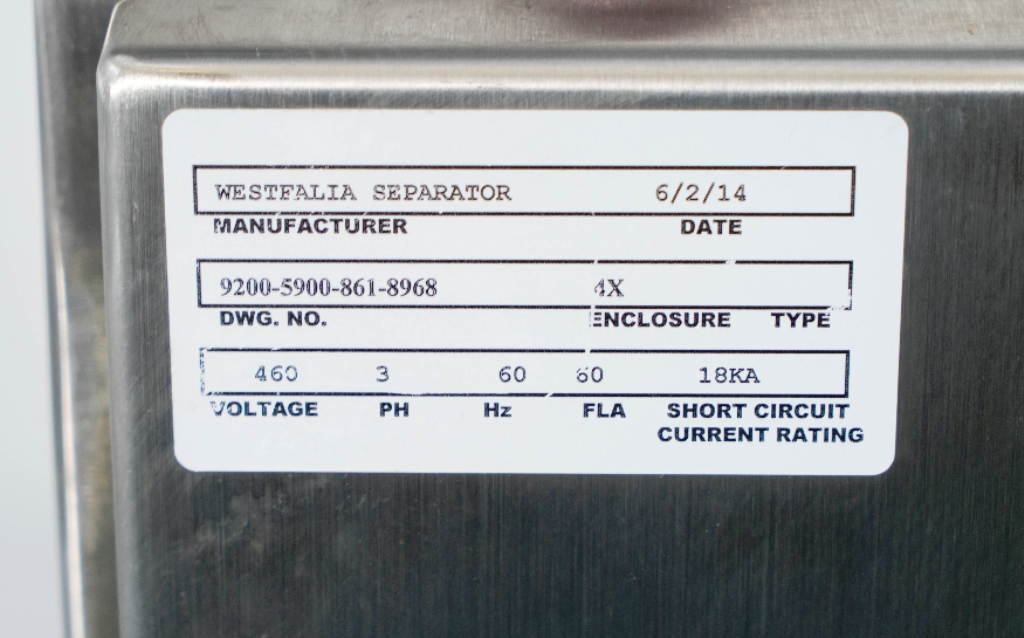 WESTFALIA SEPARATOR 6/2/14
MANUFACTURER DATE
9200-5900-861-8968 4X
DWG. NO. ENCLOSURE TYPE
460 3 60 60 18KA
VOLTAGE PH Hz FLA SHORT CIRCUIT
CURRENT RATING